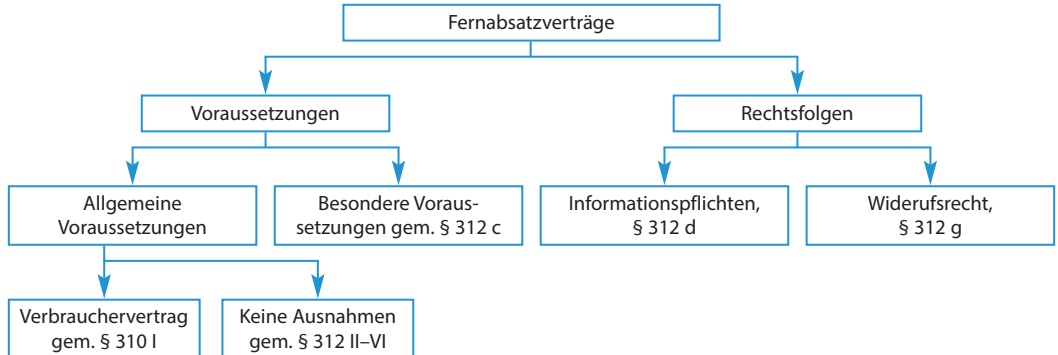 Fernabsatzverträge
Voraussetzungen
Rechtsfolgen
Allgemeine
Voraussetzungen
Besondere Voraus-
setzungen gem. § 312 c
Informationspflichten,
§ 312 d
Widerufsrecht,
§ 312 g
Verbrauchervertrag
gem. § 310 I
Keine Ausnahmen
gem. § 312 II–VI